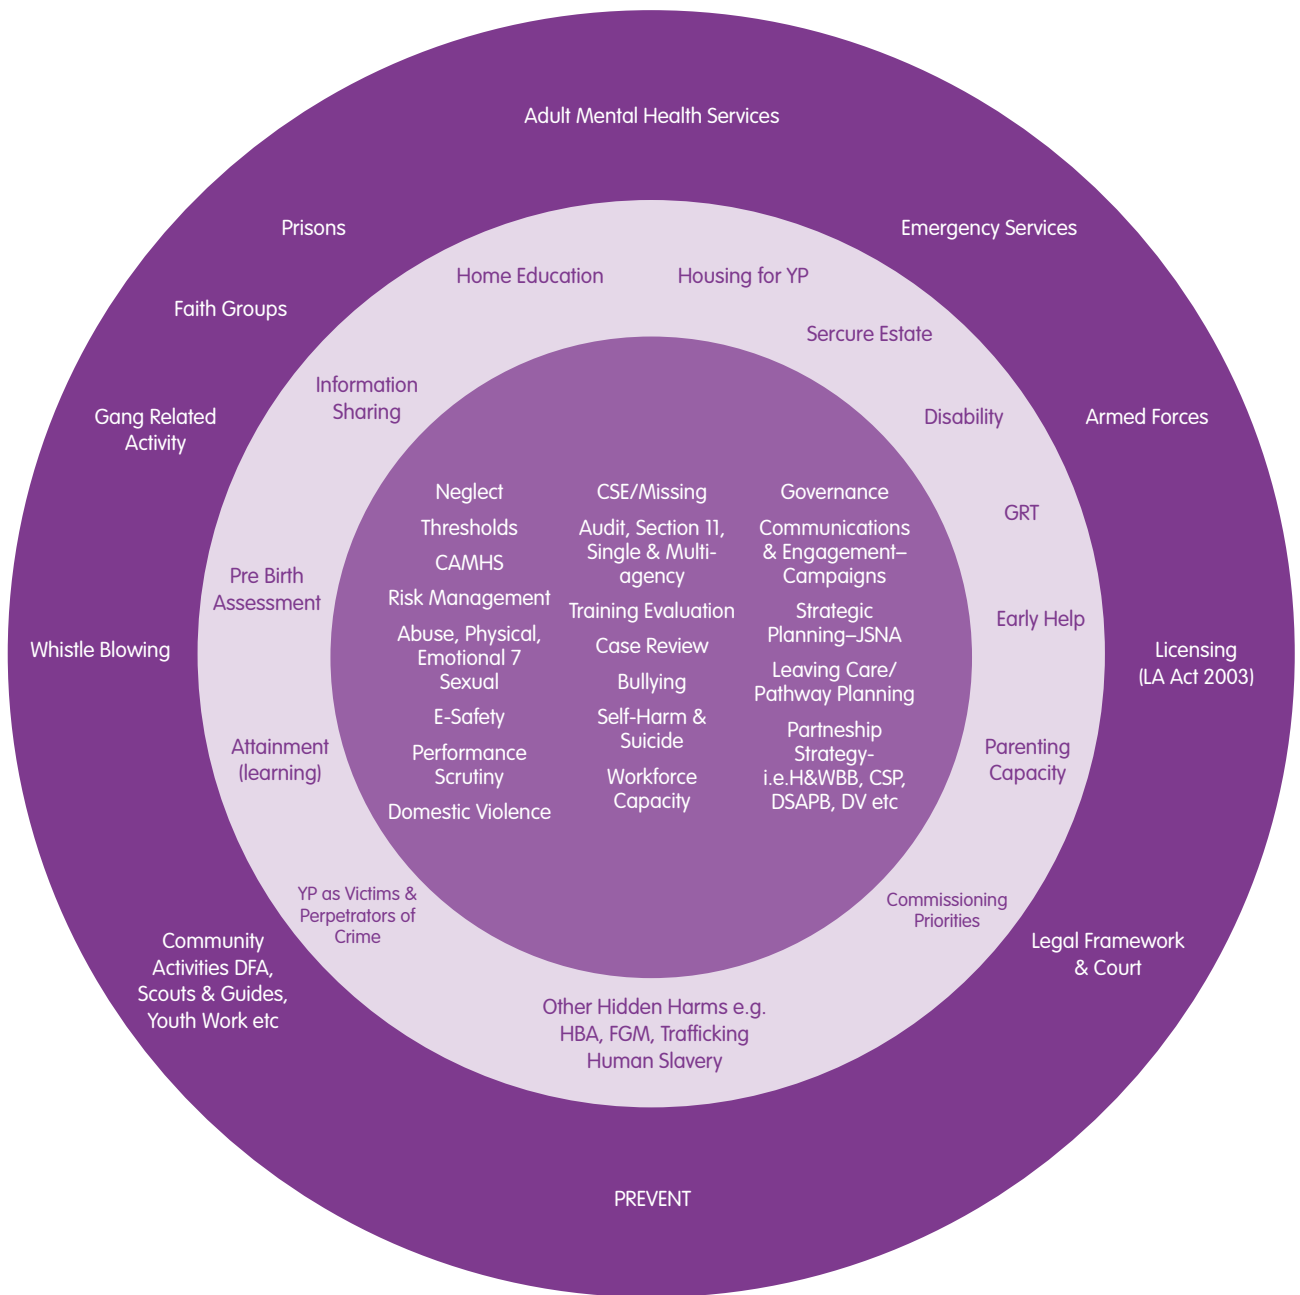 Adult Mental Health Services
Prisons
Emergency Services
Faith Groups
Gang Related
Activity
Armed Forces
Whistle Blowing
Licensing
(LA Act 2003)
Community
Activities DFA,
Scouts & Guides,
Youth Work etc
Legal Framework
& Court
PREVENT
Home Education
Housing for YP
Sercure Estate
Information
Sharing
Disability
GRT
Pre Birth
Assessment
Early Help
Attainment
(learning)
Parenting
Capacity
YP as Victims &
Perpetrators of
Crime
Commissioning
Priorities
Other Hidden Harms e.g.
HBA, FGM, Trafficking
Human Slavery
Neglect
Thresholds
CAMHS
Risk Management
Abuse, Physical,
Emotional 7
Sexual
E-Safety
Performance
Scrutiny
Domestic Violence
CSE/Missing
Audit, Section 11,
Single & Multi-
agency
Training Evaluation
Case Review
Bullying
Self-Harm &
Suicide
Workforce
Capacity
Governance
Communications
& Engagement–
Campaigns
Strategic
Planning–JSNA
Leaving Care/
Pathway Planning
Partneship
Strategy-
i.e.H&WBB, CSP,
DSAPB, DV etc